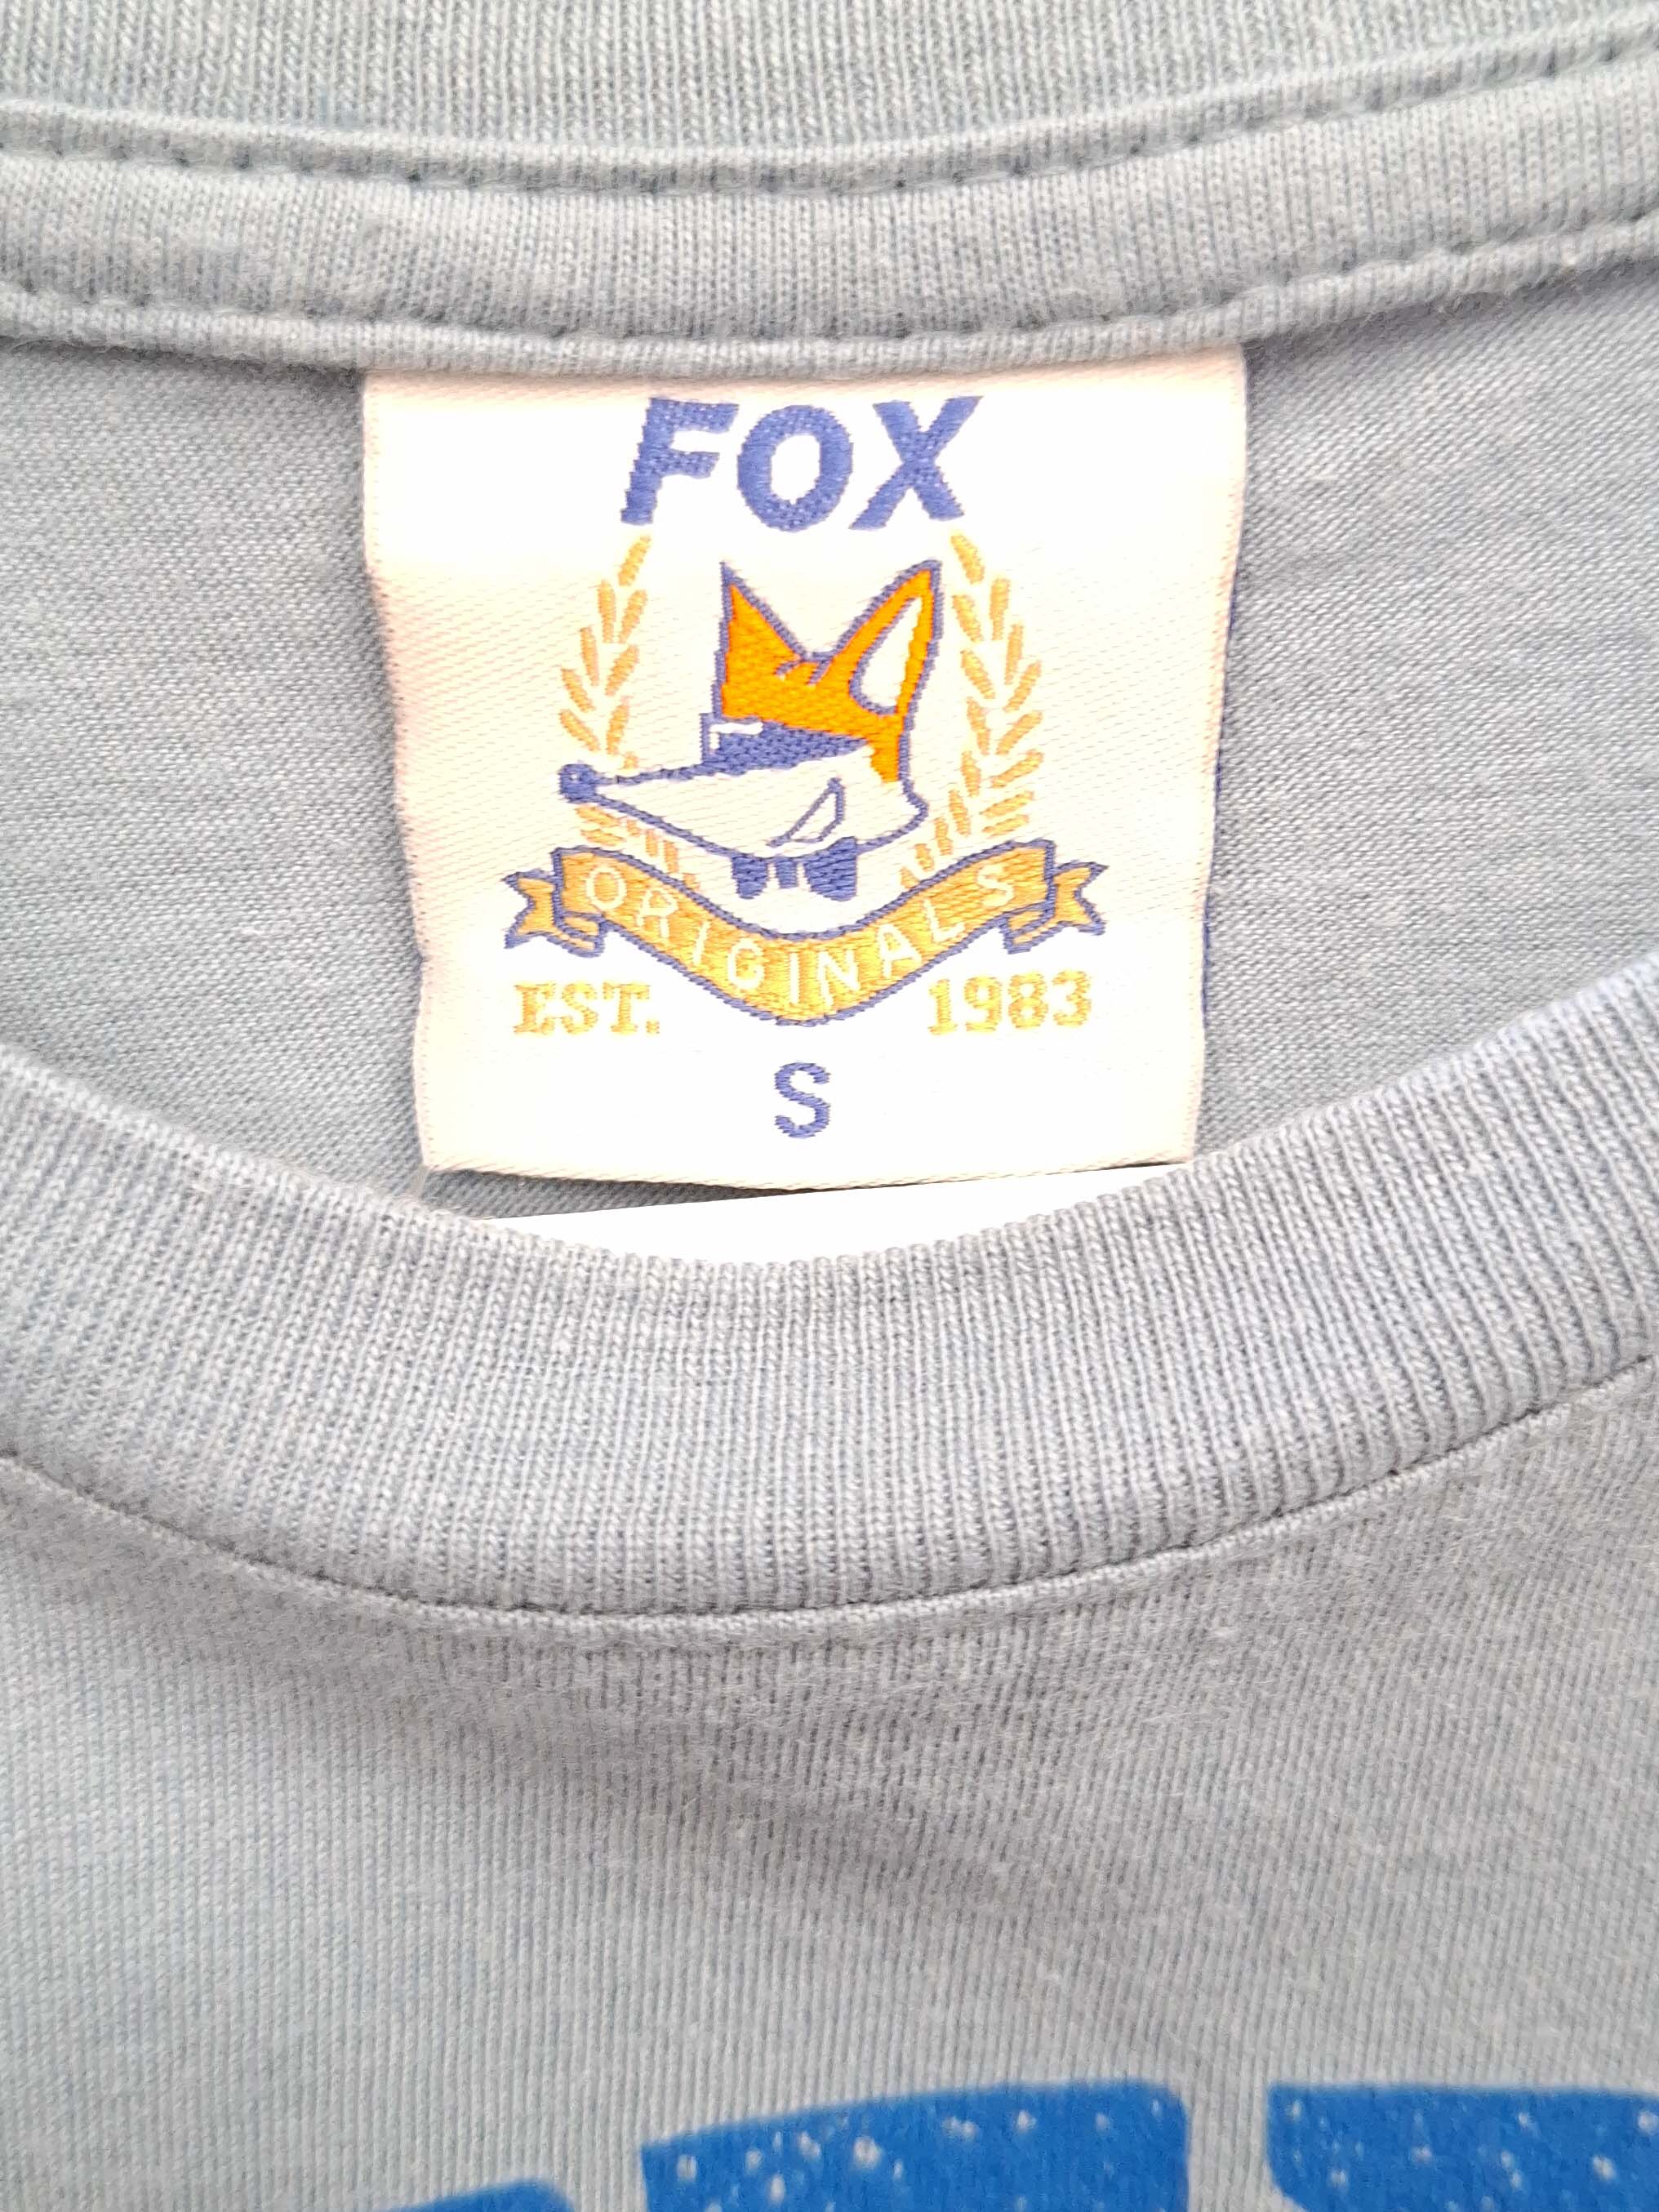 FOX
ORIGINALS
EST. 1983
S